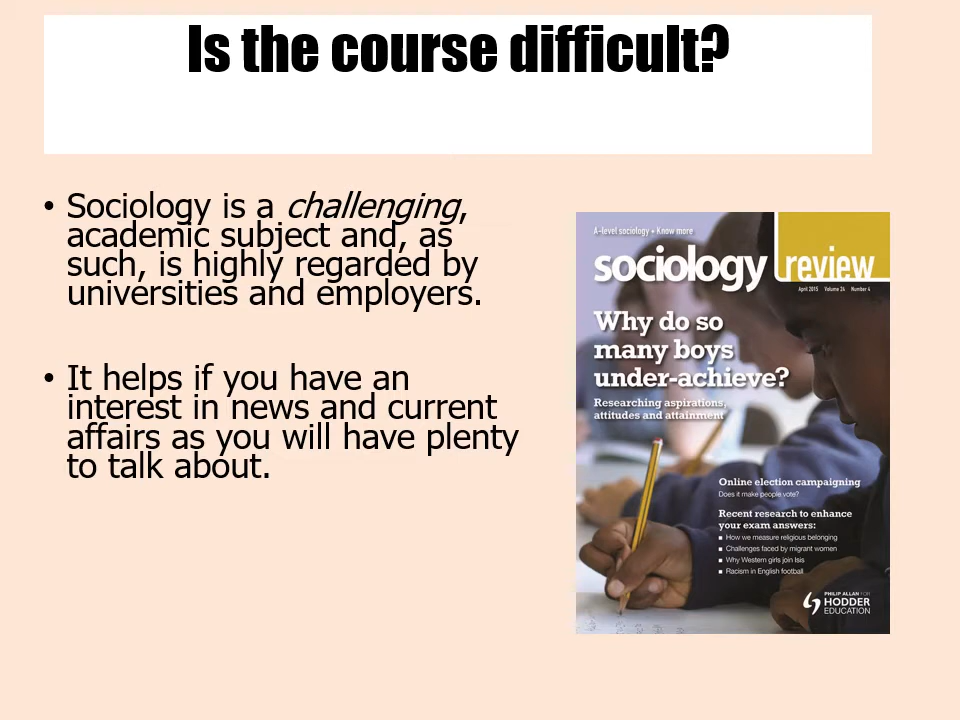 Is the course difficult?
• Sociology is a challenging,
academic subject and, as
such, is highly regarded by
universities and employers.
• It helps if you have an
interest in news and current
affairs as you will have plenty
to talk about.
A-level sociology • Know more
sociology review
April 2015 Volume 24 Number 4
Why do so
many boys
under-achieve?
Researching aspirations,
attitudes and attainment
Online election campaigning
Does it make people vote?
Recent research to enhance
your exam answers:
■ How we measure religious belonging
■ Challenges faced by migrant women
■ Why Western girls join Isis
■ Racism in English football
PHILIP ALLAN FOR
HODDER
EDUCATION